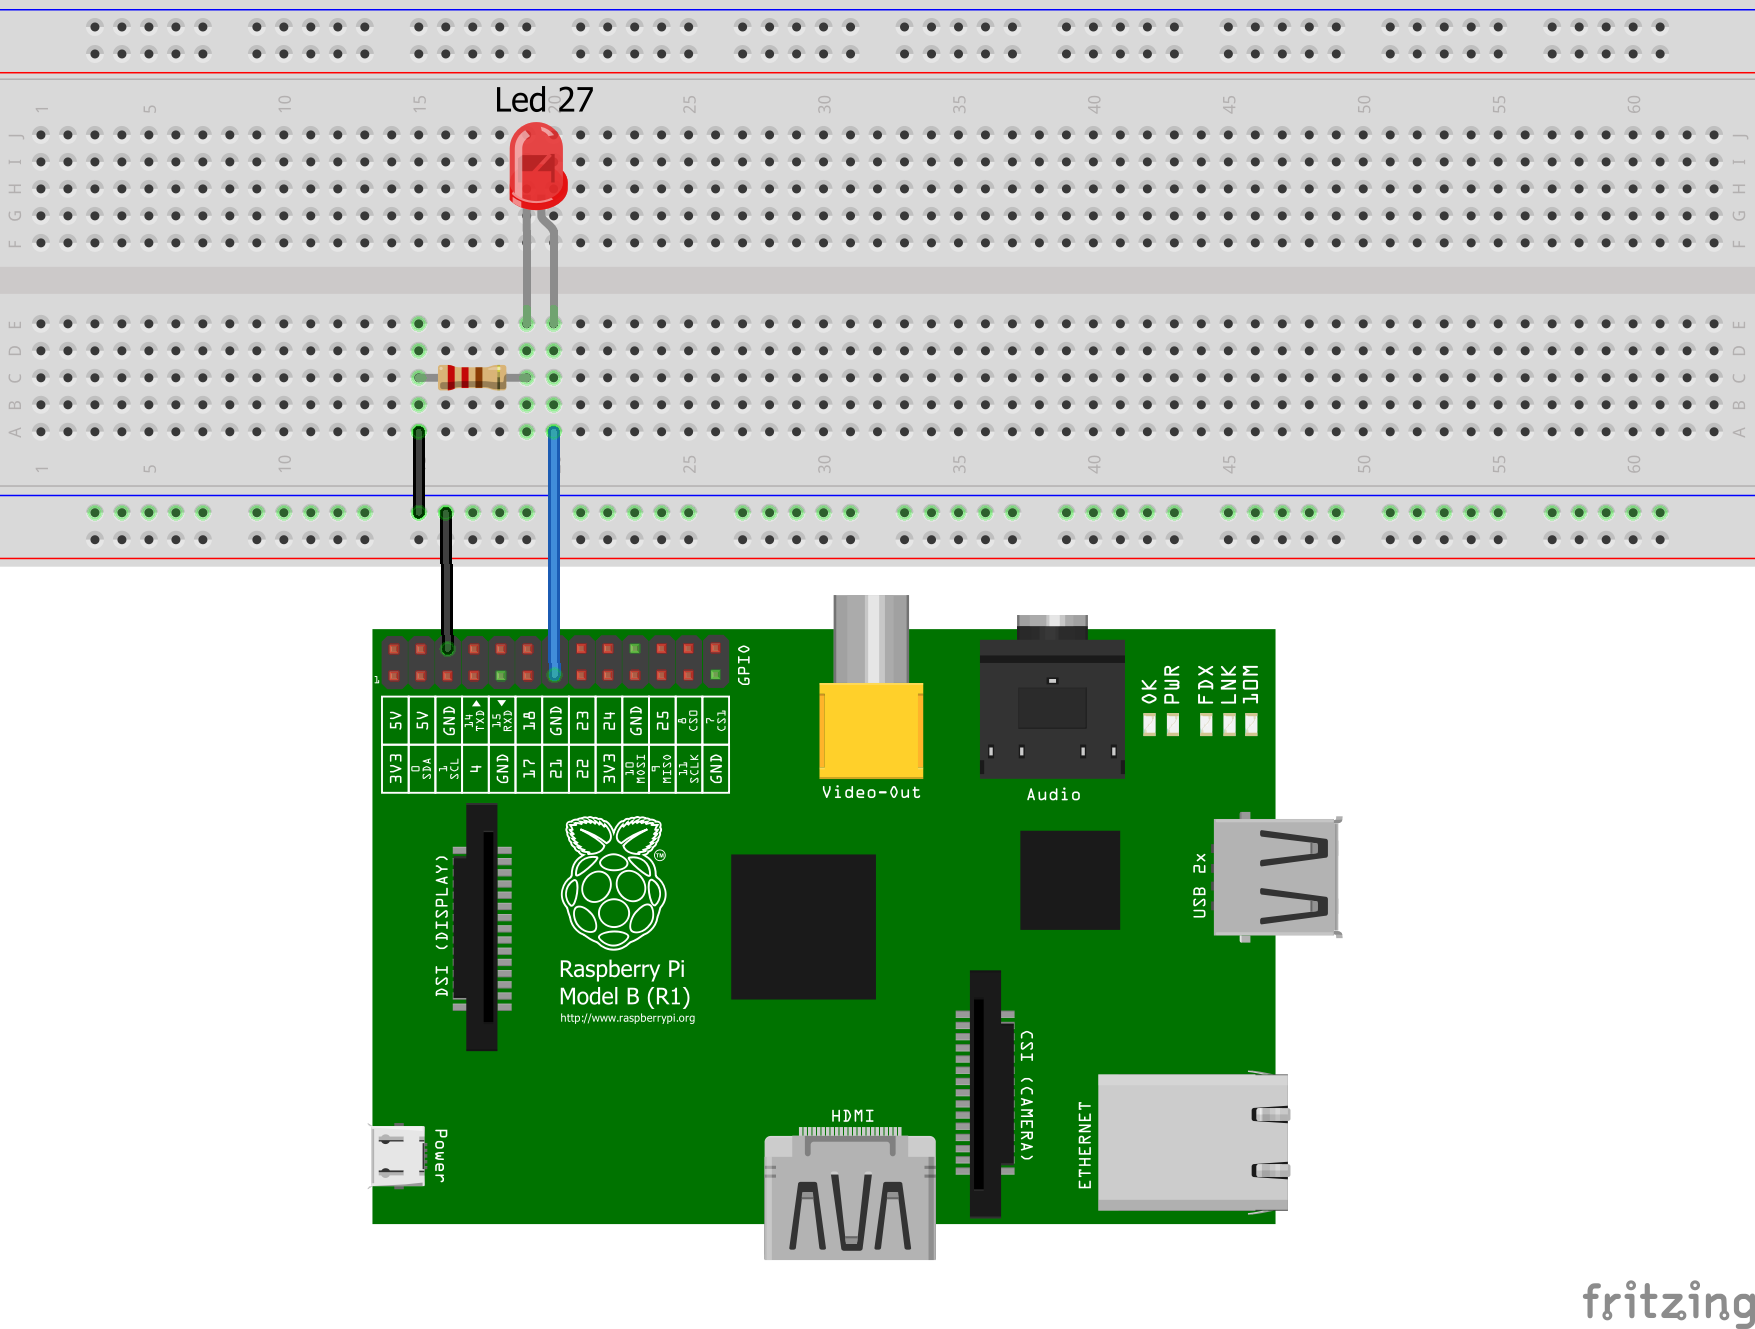 1 5 10 15 20 25 30 35 40 45 50 55 60
Led 27
J J
I I
H H
G G
F F
E E
D D
C C
B B
A A
1 5 10 15 25 30 35 40 45 50 55 60
1
GPIO
5V 5V GND 14 TXD 15 RXD 18 GND 23 24 GND 25 8 CS0 7 CS1
3V3 0 SDA 1 SCL 4 GND 17 21 22 3V3 10 MOSI 9 MISO 11 SCLK GND
Video-Out
Audio
OK
PWR
FDX
LNK
10M
DSI (DISPLAY)
TM
Raspberry Pi
Model B (R1)
http://www.raspberrypi.org
USB 2x
CSI (CAMERA)
Power
HDMI
ETHERNET
fritzing